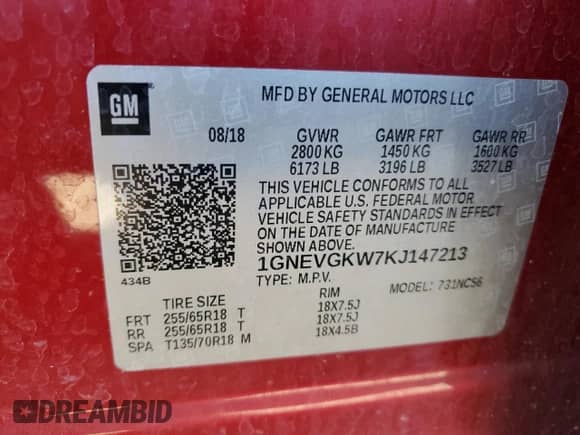 GM
MFD BY GENERAL MOTORS LLC
08/18 GVWR GAWR FRT GAWR RR
2800 KG 1450 KG 1600 KG
6173 LB 3196 LB 3527 LB
THIS VEHICLE CONFORMS TO ALL
APPLICABLE U.S. FEDERAL MOTOR
VEHICLE SAFETY STANDARDS IN EFFECT
ON THE DATE OF MANUFACTURE
SHOWN ABOVE.
434B
1GNEVGKW7KJ147213
TYPE: M.P.V. MODEL: 731NC56
TIRE SIZE RIM
FRT 255/65R18 T 18X7.5J
RR 255/65R18 T 18X7.5J
SPA T135/70R18 M 18X4.5B
DREAMBID